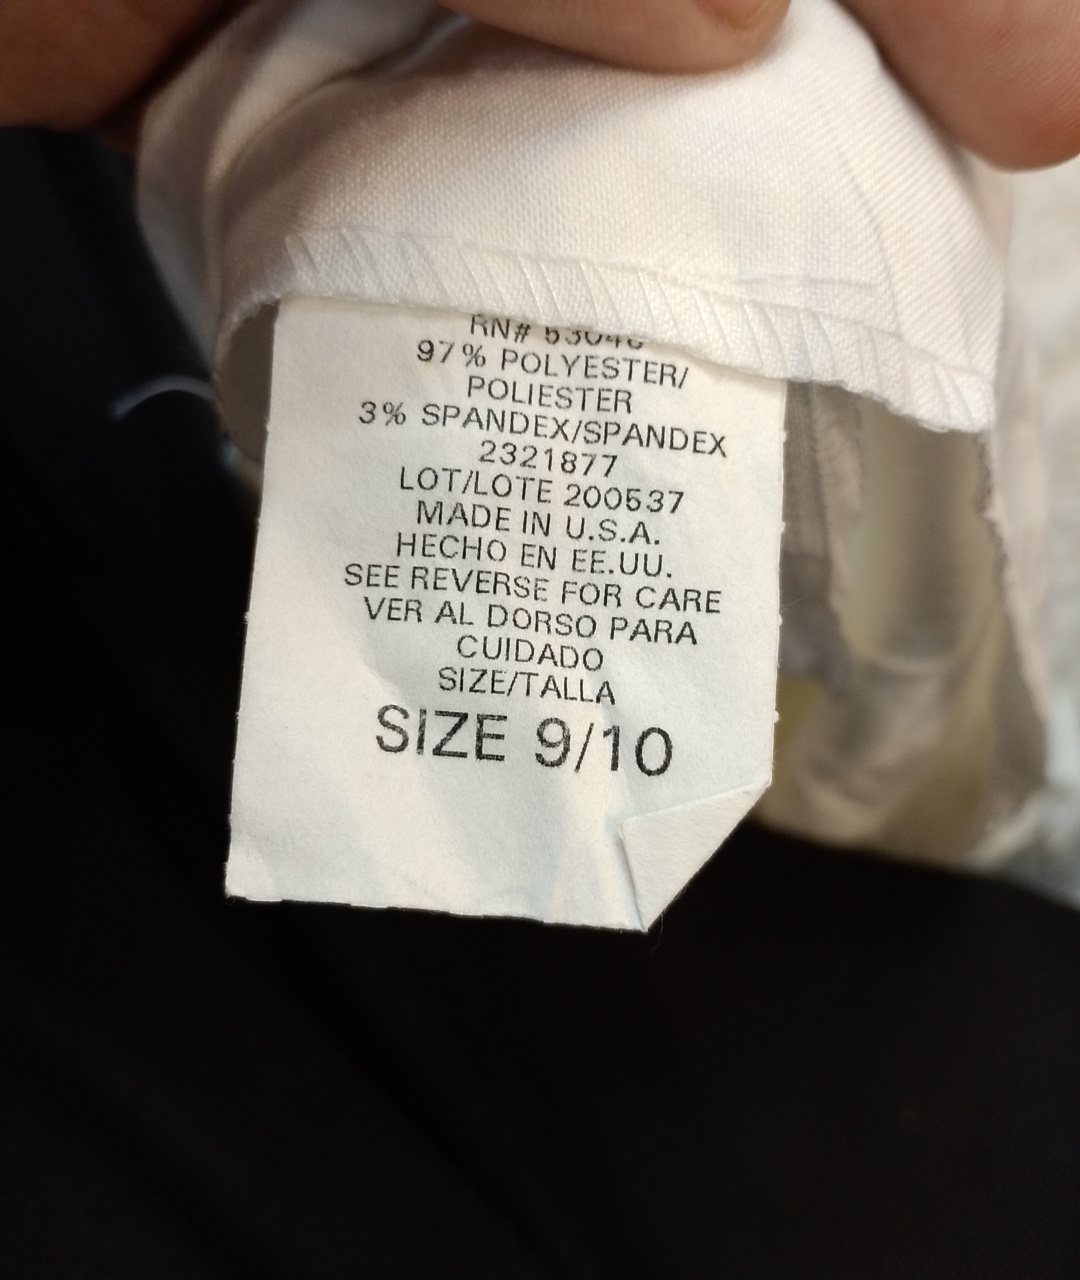 RN#
97% POLYESTER/
POLIESTER
3% SPANDEX/SPANDEX
2321877
LOT/LOTE 200537
MADE IN U.S.A.
HECHO EN EE.UU.
SEE REVERSE FOR CARE
VER AL DORSO PARA
CUIDADO
SIZE/TALLA
SIZE 9/10